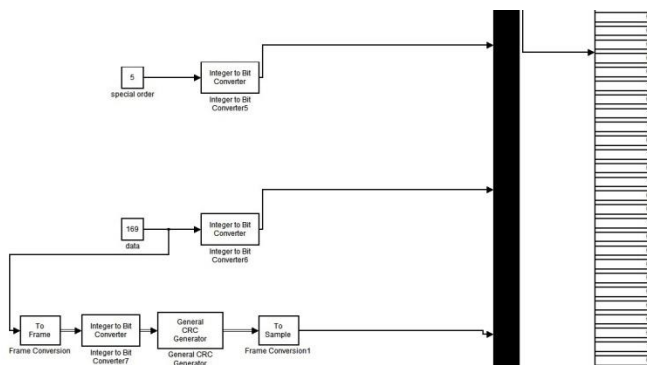 5
Integer to Bit
Converter
special order
Integer to Bit
Converter5
169
Integer to Bit
Converter
data
Integer to Bit
Converter6
To
Frame
Integer to Bit
Converter
General
CRC
Generator
To
Sample
Frame Conversion
Integer to Bit
Converter7
General CRC
Generator
Frame Conversion1